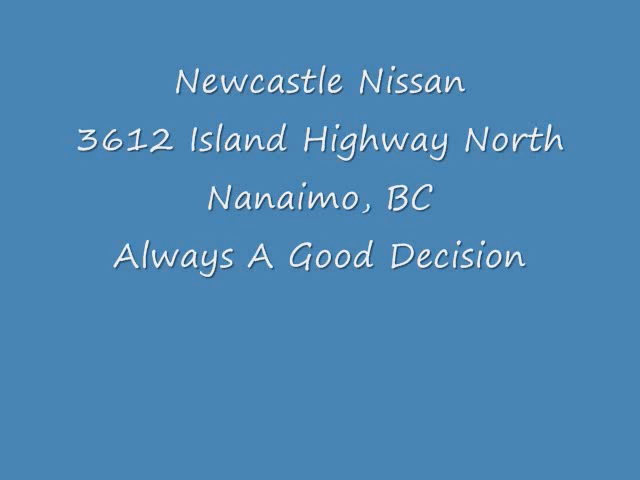 Newcastle Nissan
3612 Island Highway North
Nanaimo, BC
Always A Good Decision